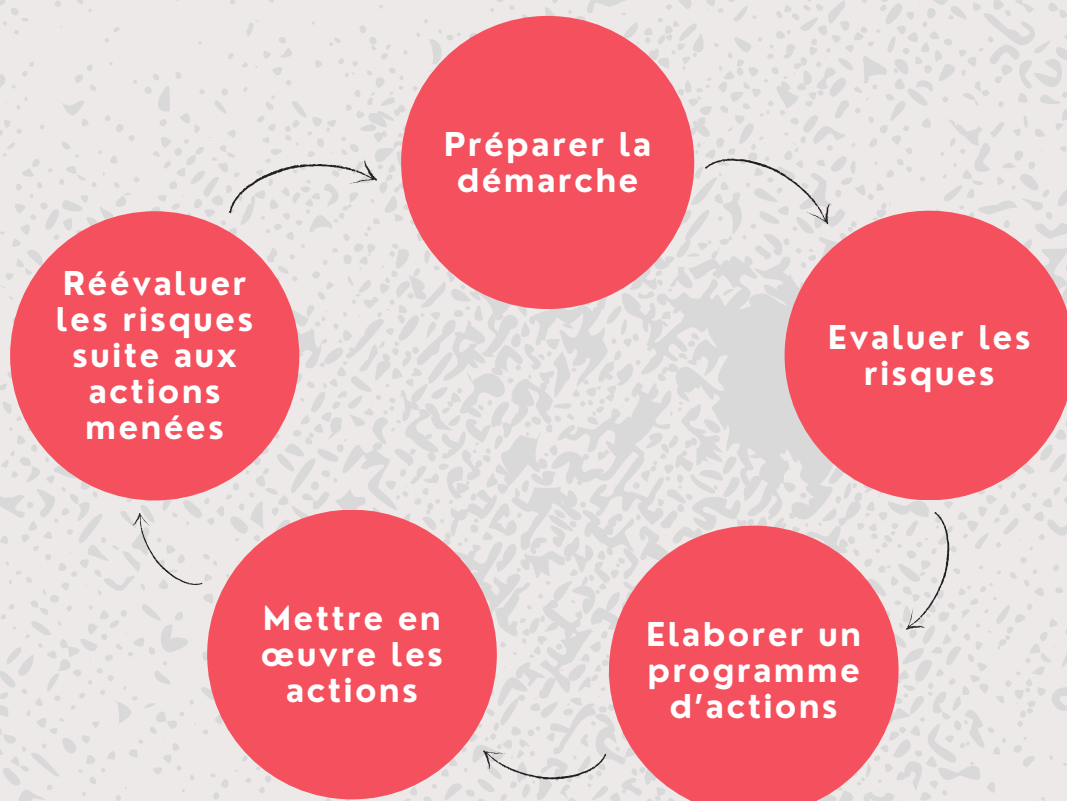 Préparer la
démarche
Evaluer les
risques
Elaborer un
programme
d’actions
Mettre en
œuvre les
actions
Réévaluer
les risques
suite aux
actions
menées